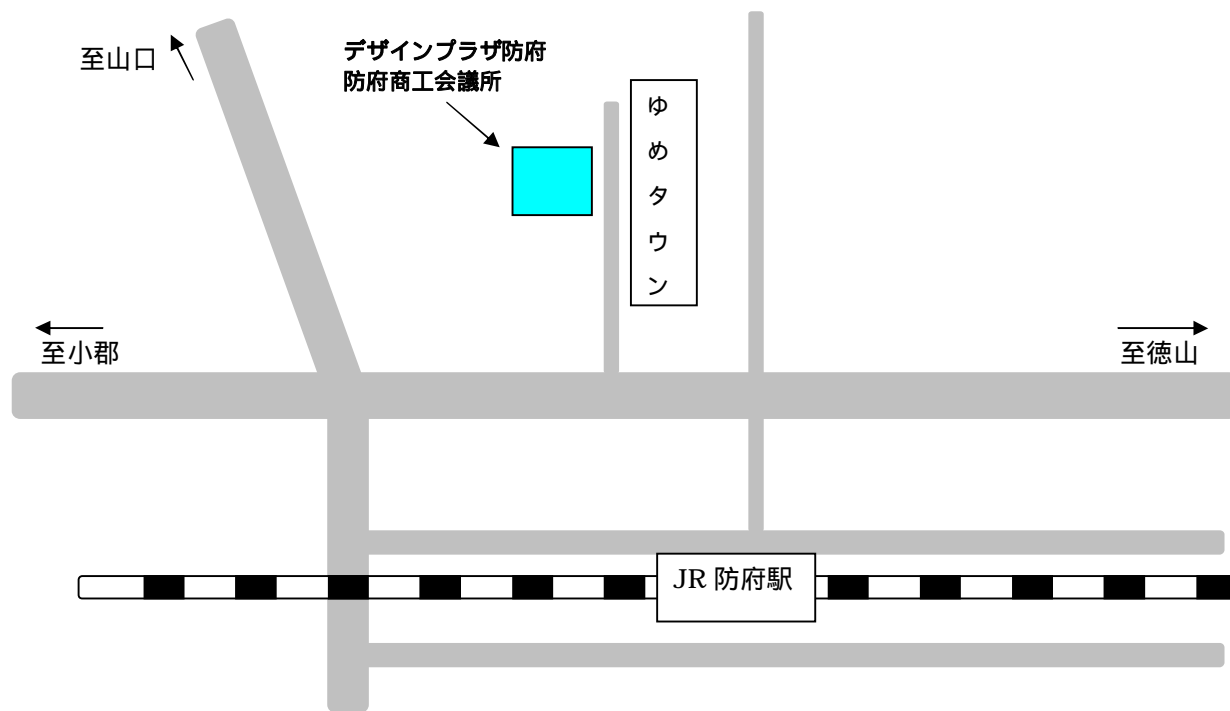 至山口
デザインプラザ防府
防府商工会議所
ゆめタウン
至小郡
至徳山
JR 防府駅